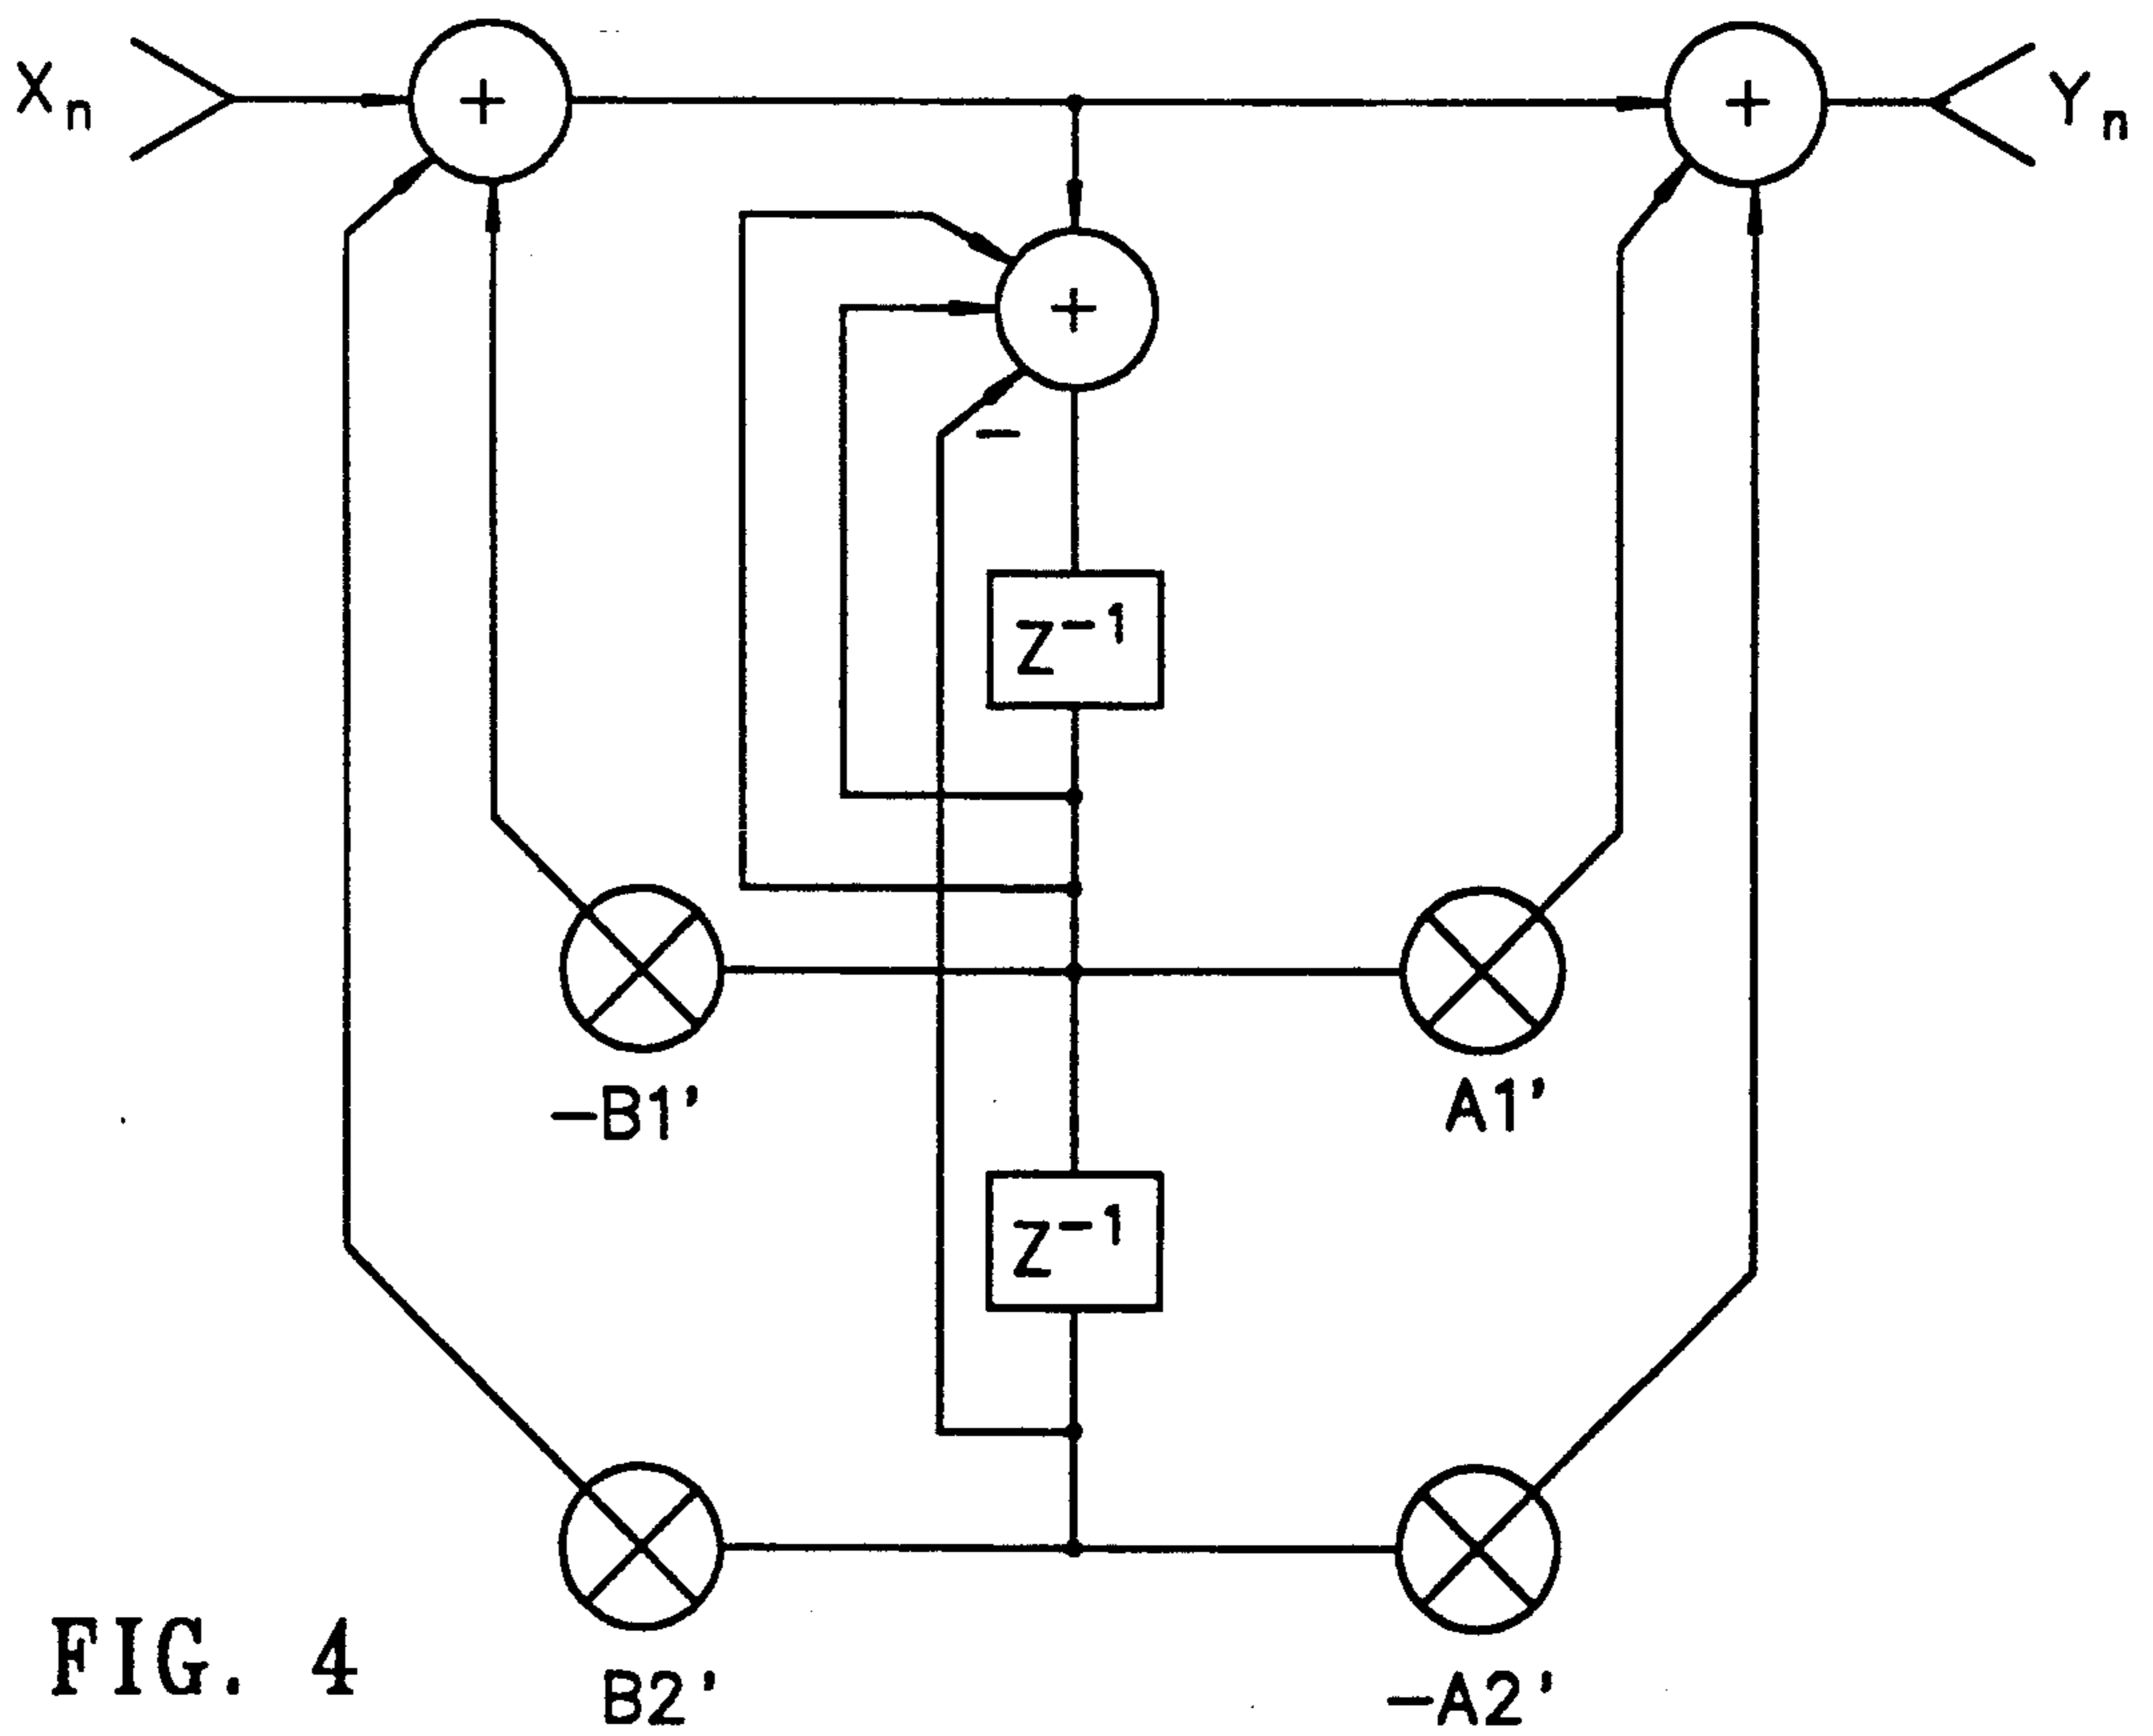 Xn
+
+
Yn
+
−
Z⁻¹
−B1'
A1'
Z⁻¹
B2'
−A2'
FIG. 4